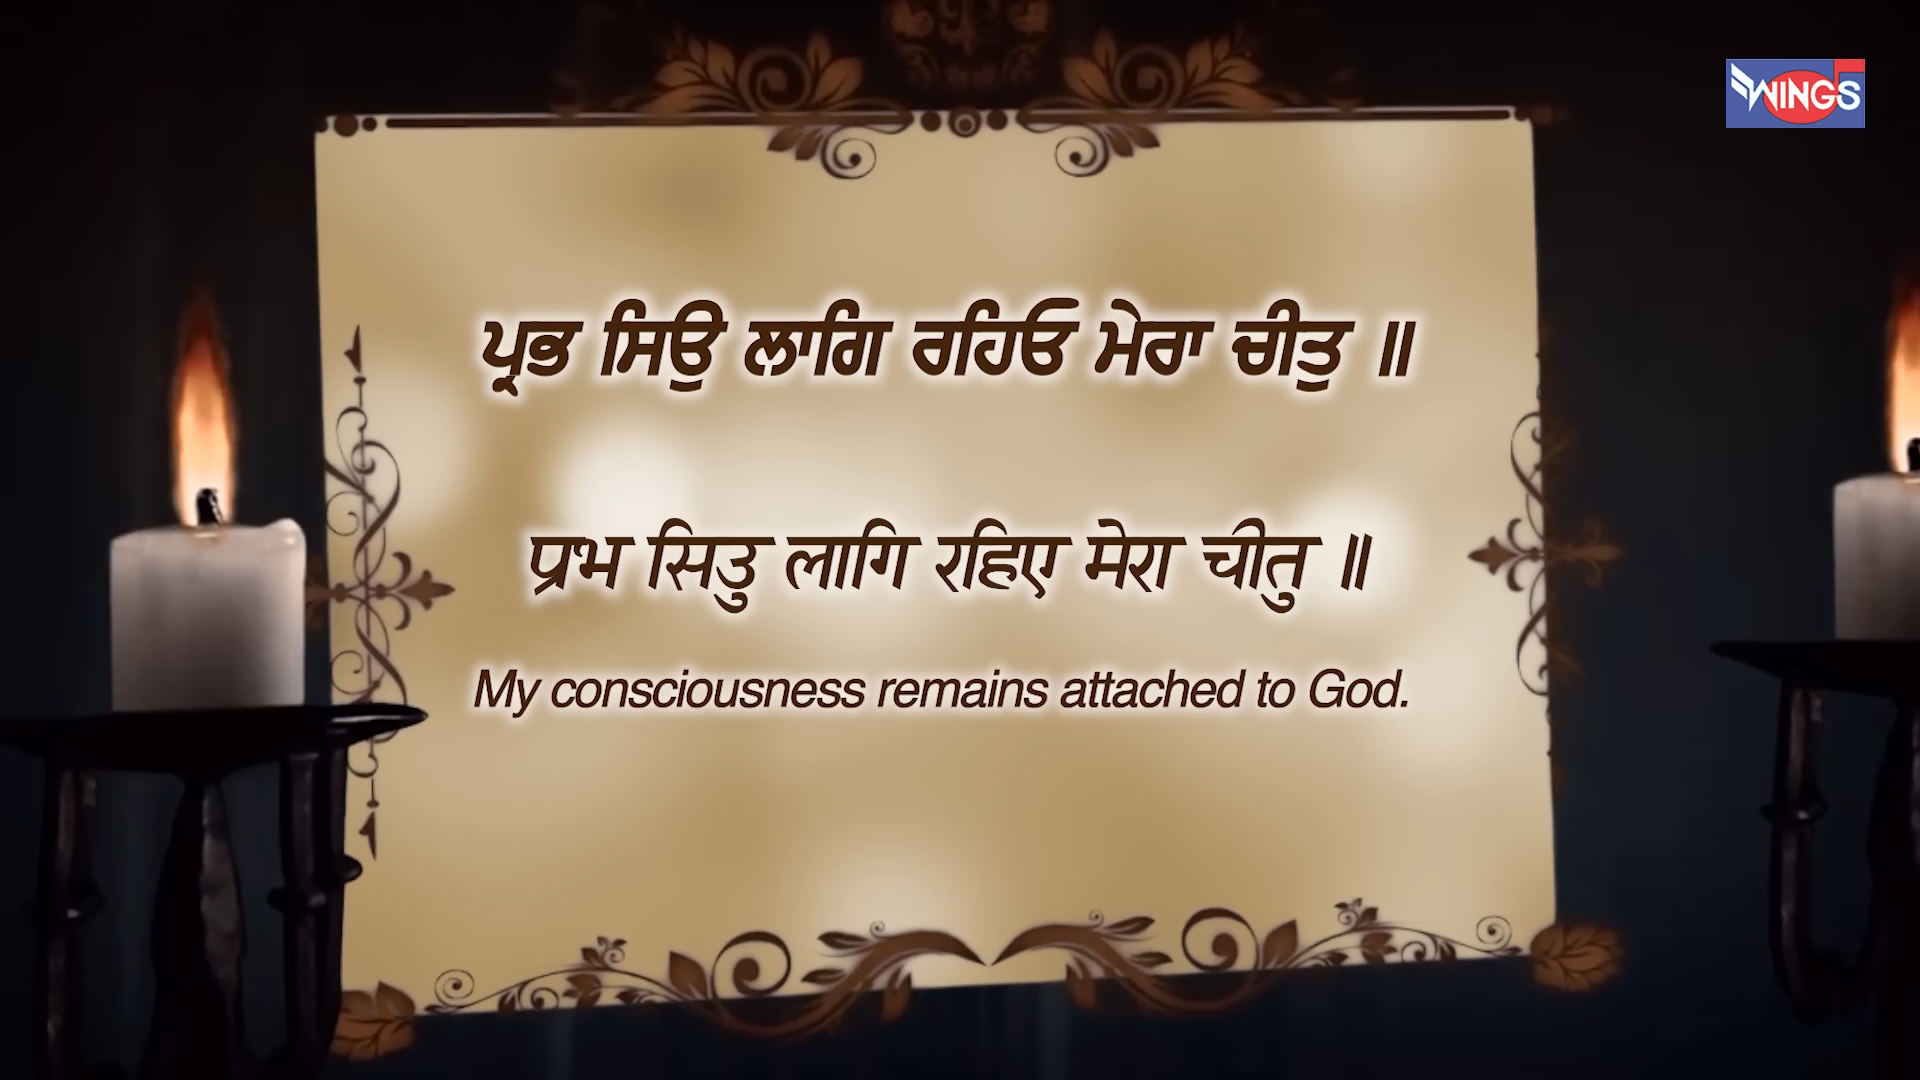 WINGS
ਪ੍ਰਭ ਸਿਉ ਲਾਗਿ ਰਹਿਓ ਮੇਰਾ ਚੀਤੁ ॥
प्रभ सिउ लागि रहिए मेरा चीतु ॥
My consciousness remains attached to God.